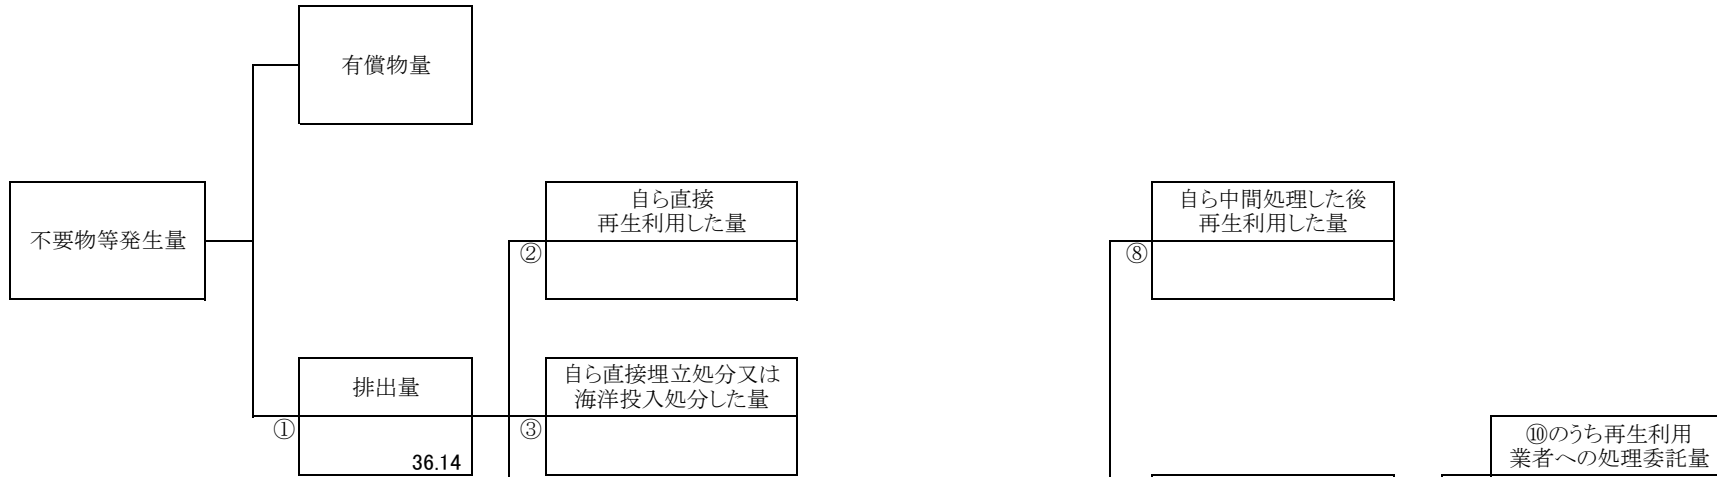 有償物量
不要物等発生量
自ら直接
再生利用した量
②
自ら中間処理した後
再生利用した量
⑧
排出量
①
36.14
自ら直接埋立処分又は
海洋投入処分した量
③
⑩のうち再生利用
業者への処理委託量